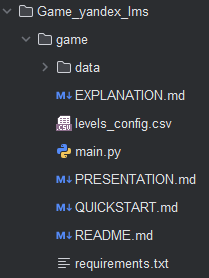 Game_yandex_lms
game
data
EXPLANATION.md
levels_config.csv
main.py
PRESENTATION.md
QUICKSTART.md
README.md
requirements.txt